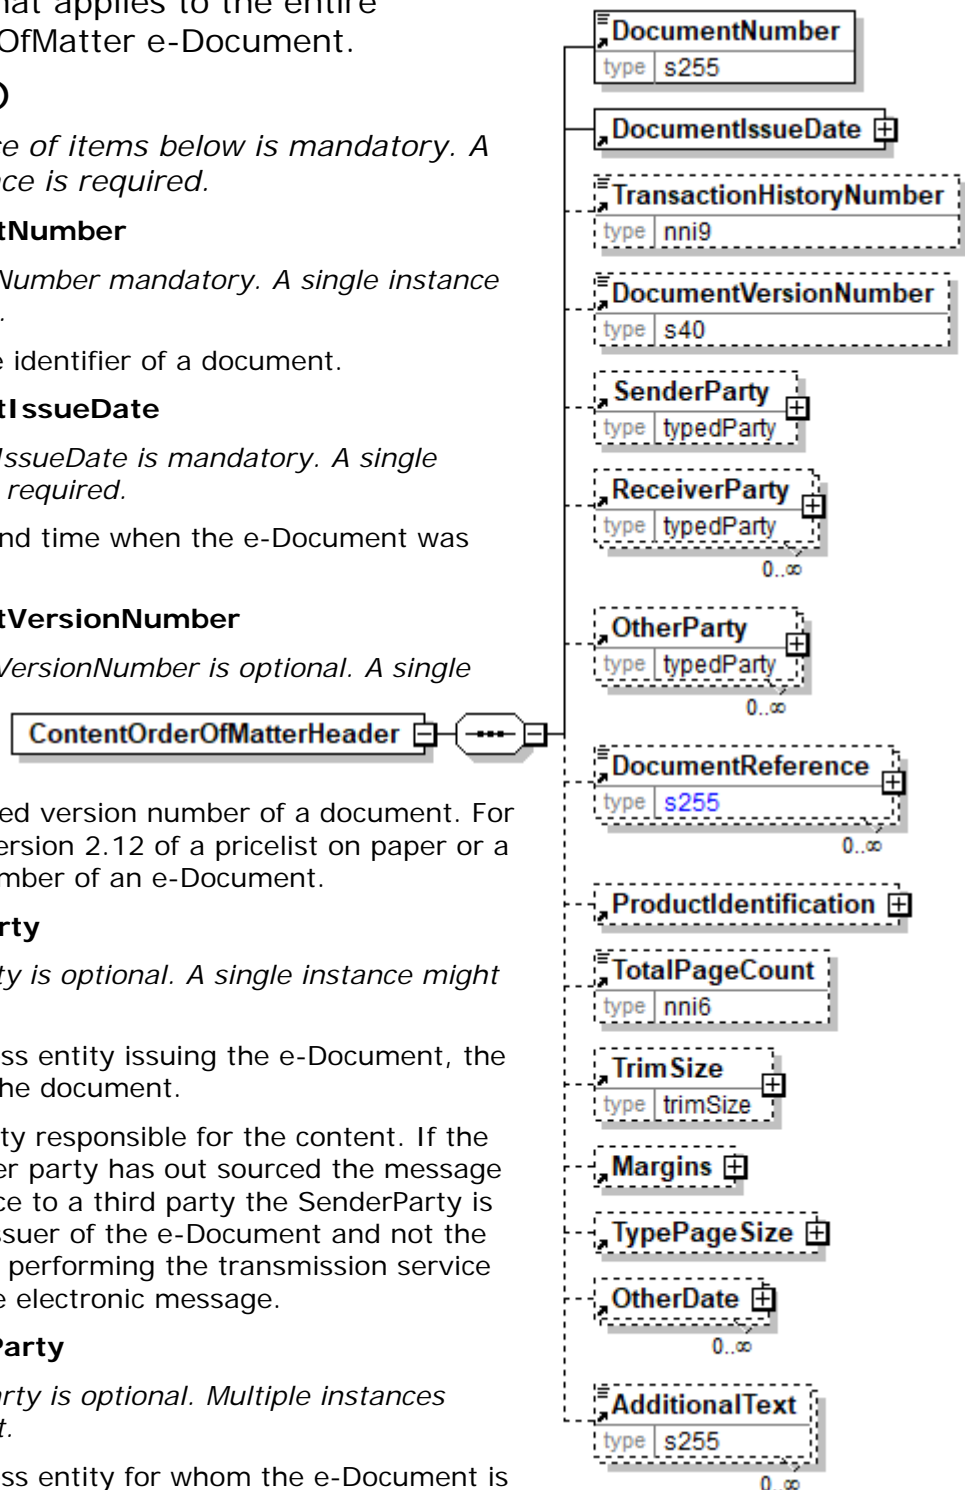 hat applies to the entire
OfMatter e-Document.
)
ce of items below is mandatory. A
nce is required.
tNumber
Number mandatory. A single instance
.
e identifier of a document.
tIssueDate
IssueDate is mandatory. A single
required.
nd time when the e-Document was
tVersionNumber
VersionNumber is optional. A single
ContentOrderOfMatterHeader
ed version number of a document. For
ersion 2.12 of a pricelist on paper or a
mber of an e-Document.
rty
ty is optional. A single instance might
ss entity issuing the e-Document, the
he document.
ty responsible for the content. If the
er party has out sourced the message
ce to a third party the SenderParty is
ssuer of the e-Document and not the
performing the transmission service
e electronic message.
Party
arty is optional. Multiple instances
t.
ss entity for whom the e-Document is
DocumentNumber
type s255
DocumentIssueDate
TransactionHistoryNumber
type nni9
DocumentVersionNumber
type s40
SenderParty
type typedParty
ReceiverParty
type typedParty
0..∞
OtherParty
type typedParty
0..∞
DocumentReference
type s255
0..∞
ProductIdentification
TotalPageCount
type nni6
TrimSize
type trimSize
Margins
TypePageSize
OtherDate
0..∞
AdditionalText
type s255
0..∞